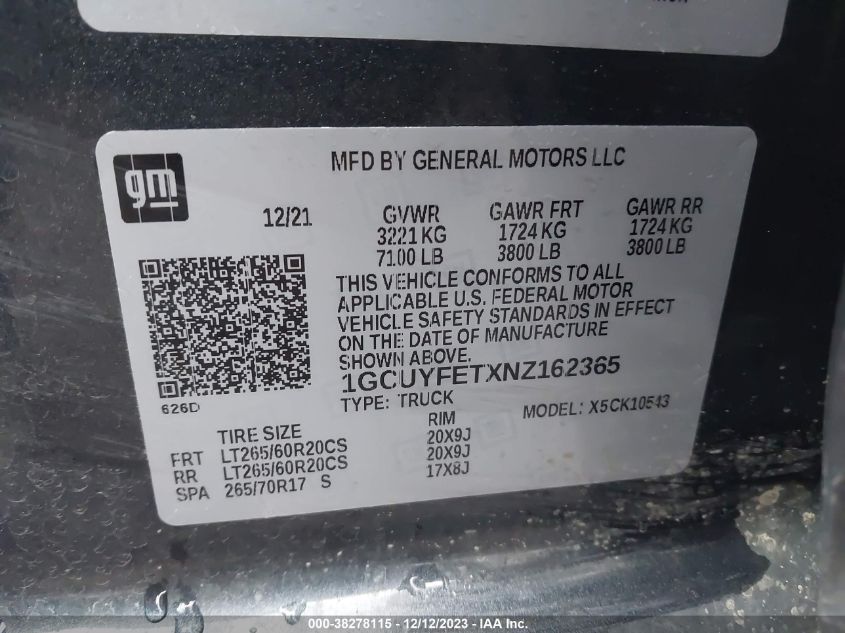 gm
MFD BY GENERAL MOTORS LLC
12/21
GVWR GAWR FRT GAWR RR
3221 KG 1724 KG 1724 KG
7100 LB 3800 LB 3800 LB
THIS VEHICLE CONFORMS TO ALL
APPLICABLE U.S. FEDERAL MOTOR
VEHICLE SAFETY STANDARDS IN EFFECT
ON THE DATE OF MANUFACTURE
SHOWN ABOVE.
1GCUYFETXNZ162365
626D
TYPE: TRUCK MODEL: X5CK10543
TIRE SIZE RIM
FRT LT265/60R20CS 20X9J
RR LT265/60R20CS 20X9J
SPA 265/70R17 S 17X8J
000-38278115 - 12/12/2023 - IAA Inc.